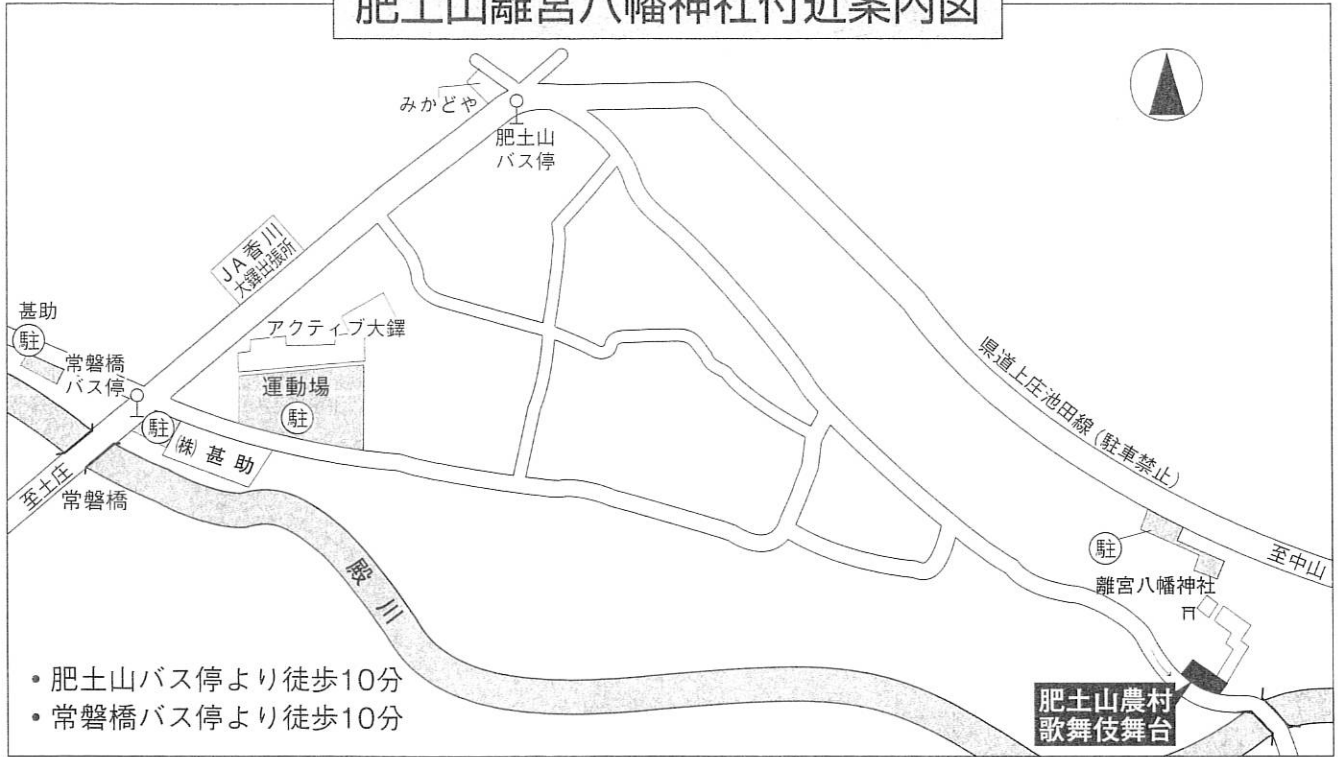 肥土山離宮八幡神社付近案内図
みかどや
肥土山
バス停
JA香川
大鐸出張所
甚助
駐
常磐橋
バス停
アクティブ大鐸
運動場
駐
駐
㈱ 甚助
至土庄
常磐橋
殿川
県道上庄池田線(駐車禁止)
至中山
駐
離宮八幡神社
肥土山農村
歌舞伎舞台
・肥土山バス停より徒歩10分
・常磐橋バス停より徒歩10分